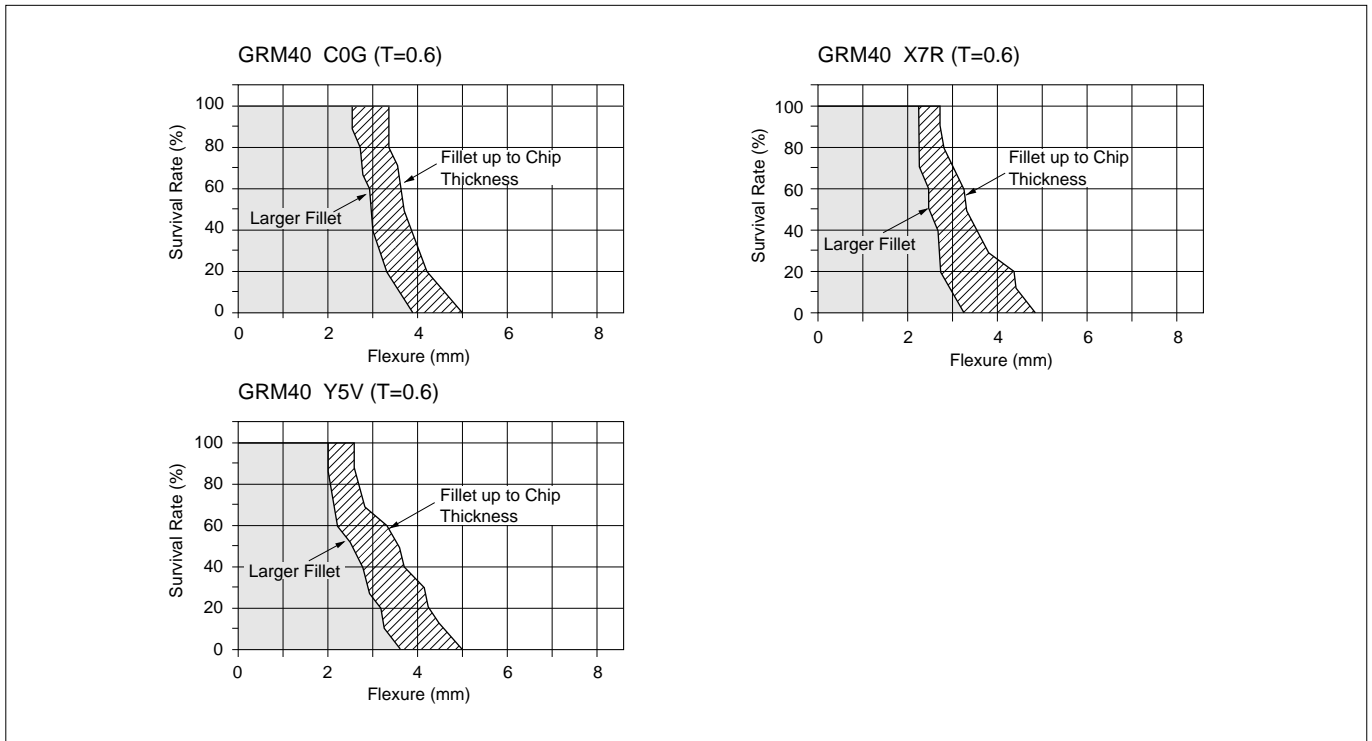 GRM40 C0G (T=0.6)
100
80
60
40
20
0
Survival Rate (%)
Fillet up to Chip
Thickness
Larger Fillet
0 2 4 6 8
Flexure (mm)
GRM40 X7R (T=0.6)
100
80
60
40
20
0
Survival Rate (%)
Fillet up to Chip
Thickness
Larger Fillet
0 2 4 6 8
Flexure (mm)
GRM40 Y5V (T=0.6)
100
80
60
40
20
0
Survival Rate (%)
Fillet up to Chip
Thickness
Larger Fillet
0 2 4 6 8
Flexure (mm)